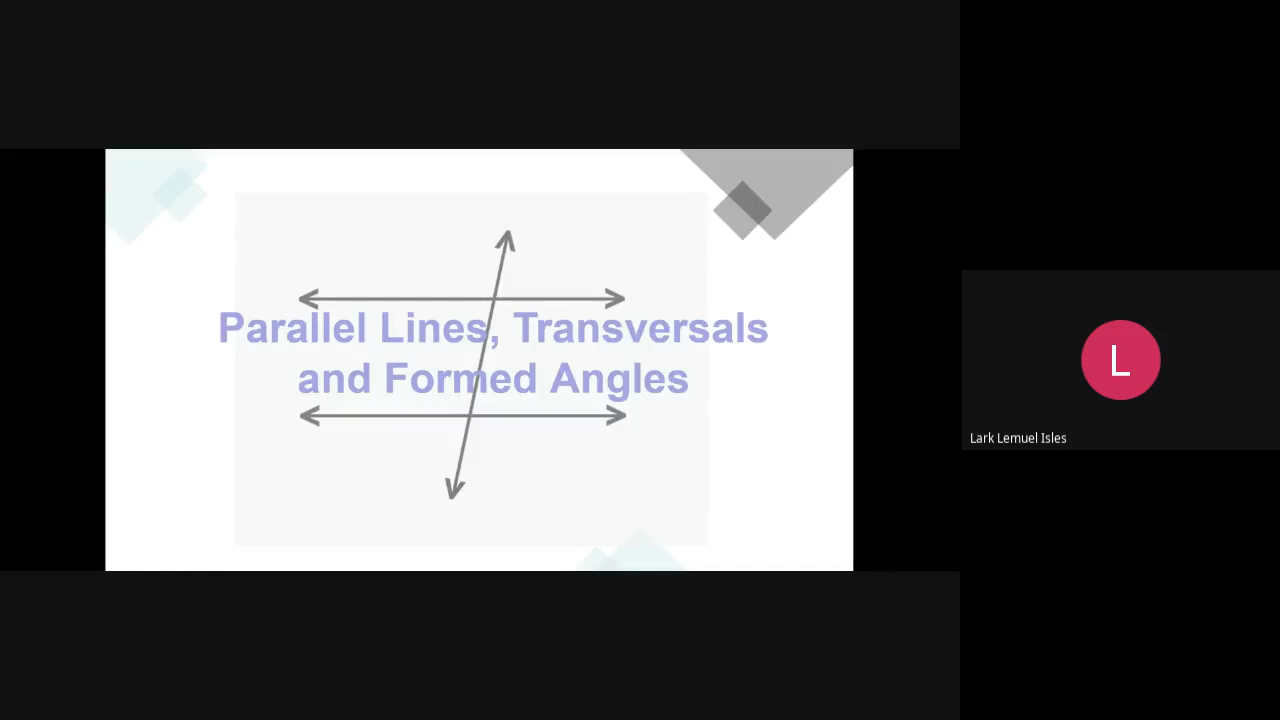 Parallel Lines, Transversals
and Formed Angles
L
Lark Lemuel Isles